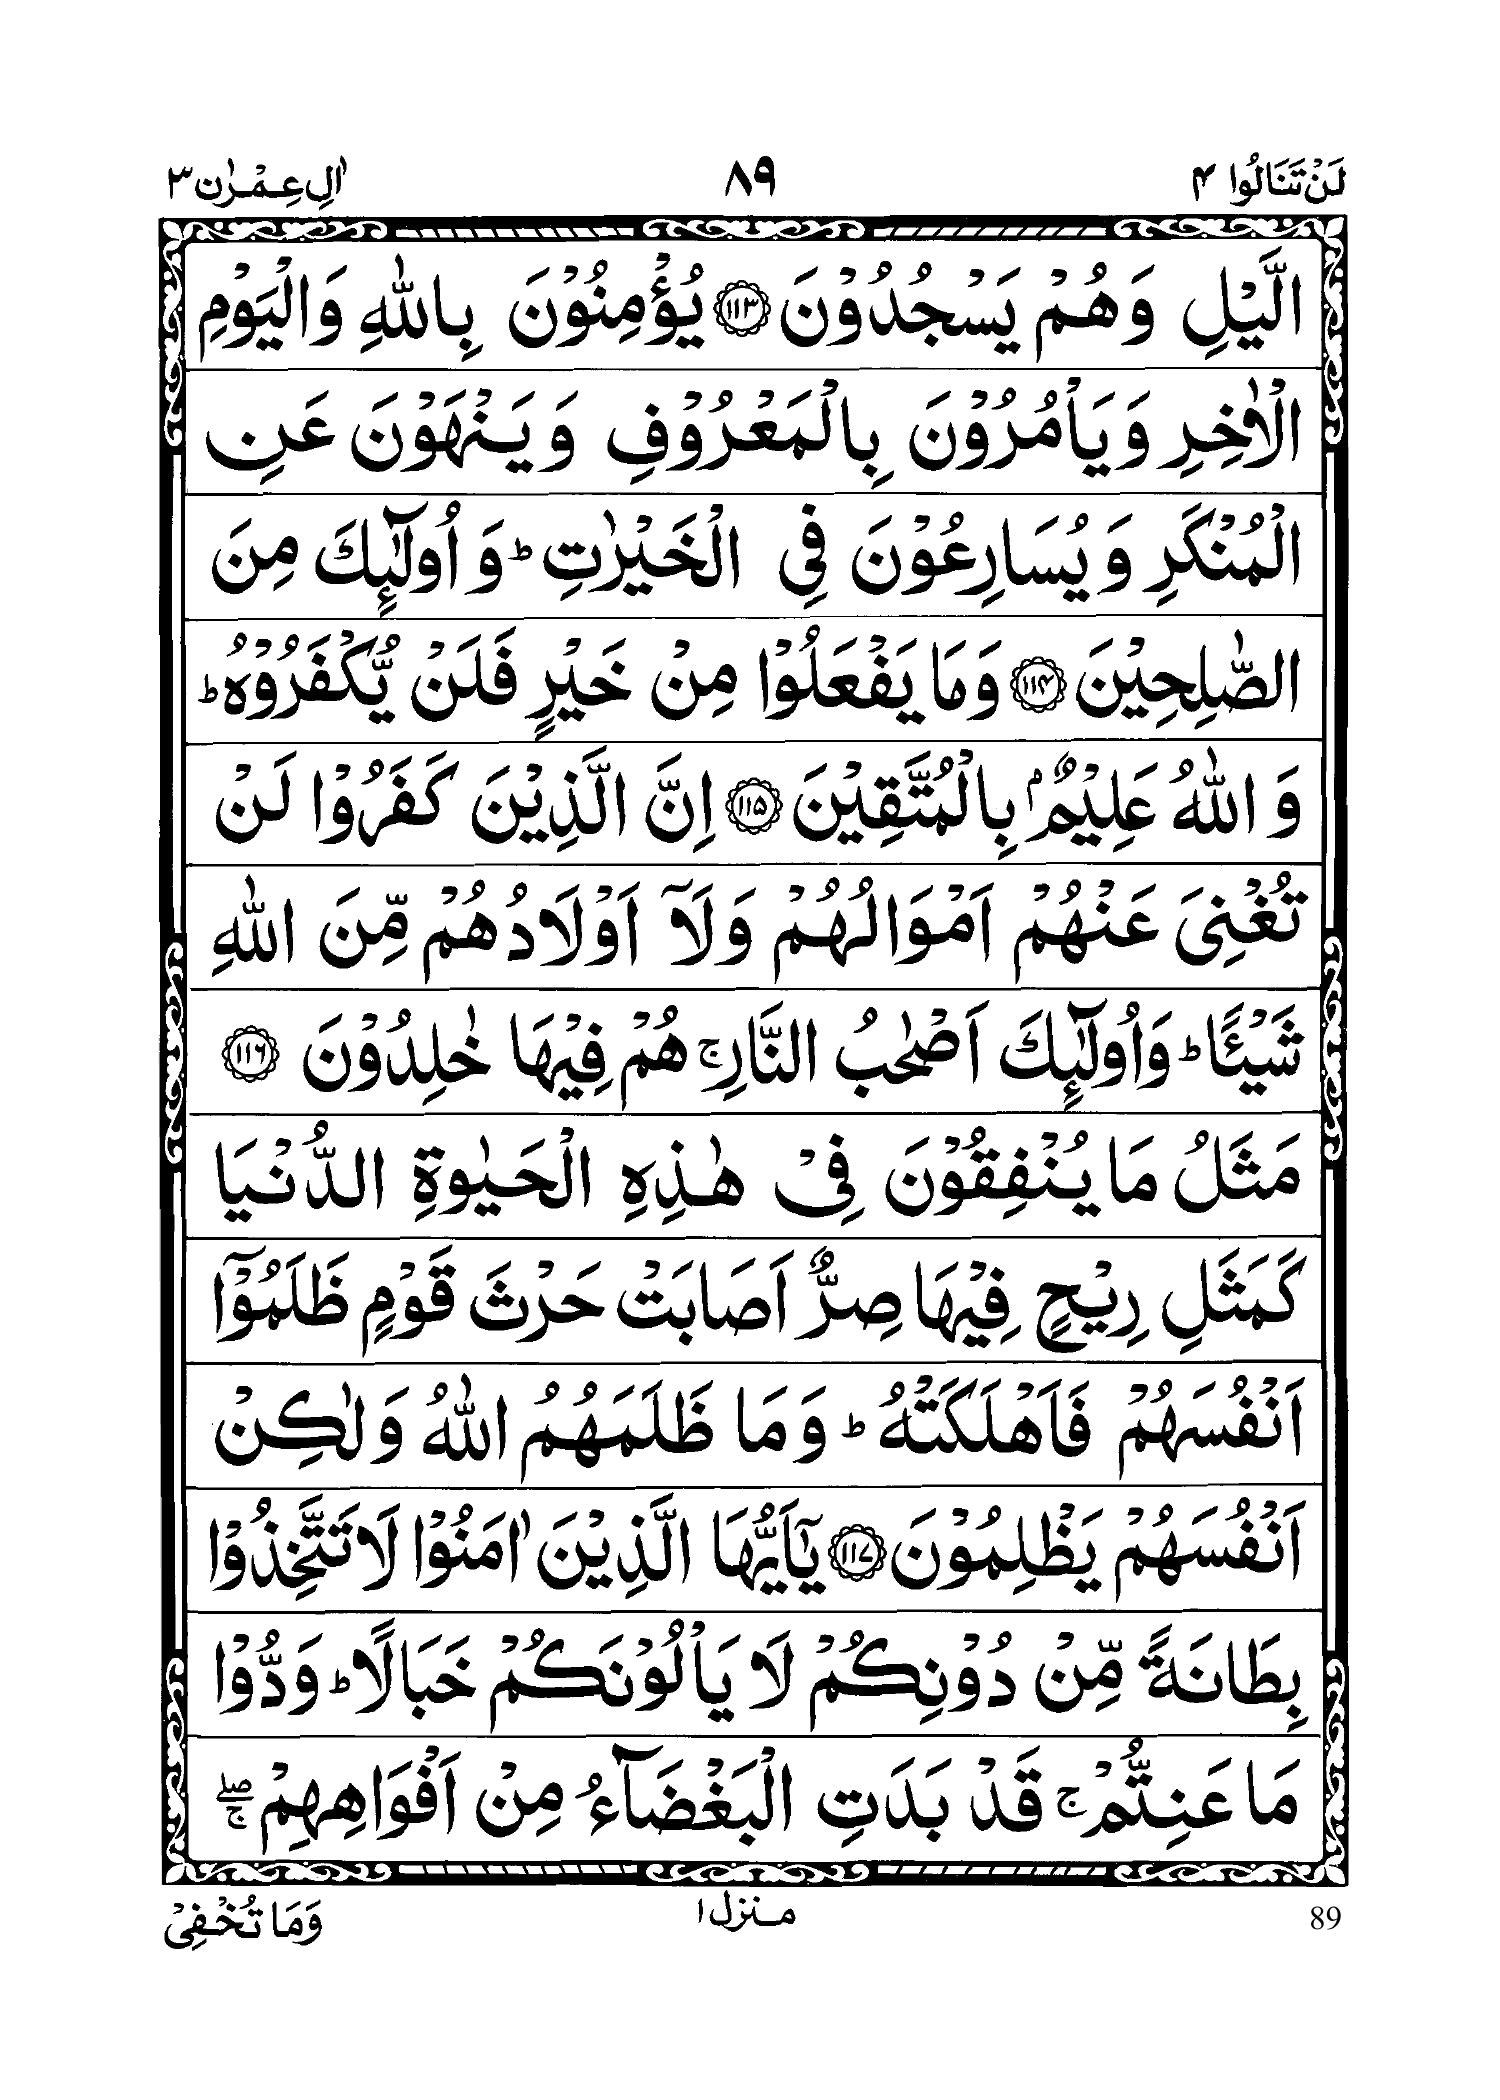 لَنْ تَنَالُوا ۴
۸۹
اٰلِ عِمْرٰن ۳
الَّيْلِ وَهُمْ يَسْجُدُوْنَ ﴿۱۱۳﴾ يُؤْمِنُوْنَ بِاللّٰهِ وَالْيَوْمِ
الْاٰخِرِ وَيَاْمُرُوْنَ بِالْمَعْرُوْفِ وَيَنْهَوْنَ عَنِ
الْمُنْكَرِ وَيُسَارِعُوْنَ فِي الْخَيْرٰتِ ؕ وَاُولٰٓئِكَ مِنَ
الصّٰلِحِيْنَ ﴿۱۱۴﴾ وَمَا يَفْعَلُوْا مِنْ خَيْرٍ فَلَنْ يُّكْفَرُوْهُ ؕ
وَاللّٰهُ عَلِيْمٌۢ بِالْمُتَّقِيْنَ ﴿۱۱۵﴾ اِنَّ الَّذِيْنَ كَفَرُوْا لَنْ
تُغْنِيَ عَنْهُمْ اَمْوَالُهُمْ وَلَاۤ اَوْلَادُهُمْ مِّنَ اللّٰهِ
شَيْـًٔا ؕ وَاُولٰٓئِكَ اَصْحٰبُ النَّارِ ۚ هُمْ فِيْهَا خٰلِدُوْنَ ﴿۱۱۶﴾
مَثَلُ مَا يُنْفِقُوْنَ فِيْ هٰذِهِ الْحَيٰوةِ الدُّنْيَا
كَمَثَلِ رِيْحٍ فِيْهَا صِرٌّ اَصَابَتْ حَرْثَ قَوْمٍ ظَلَمُوْۤا
اَنْفُسَهُمْ فَاَهْلَكَتْهُ ؕ وَمَا ظَلَمَهُمُ اللّٰهُ وَلٰكِنْ
اَنْفُسَهُمْ يَظْلِمُوْنَ ﴿۱۱۷﴾ يٰۤاَيُّهَا الَّذِيْنَ اٰمَنُوْا لَا تَتَّخِذُوْا
بِطَانَةً مِّنْ دُوْنِكُمْ لَا يَاْلُوْنَكُمْ خَبَالًا ؕ وَدُّوْا
مَا عَنِتُّمْ ۚ قَدْ بَدَتِ الْبَغْضَآءُ مِنْ اَفْوَاهِهِمْ ۖۚ
89
منزل ۱
وَمَا تُخْفِيْ